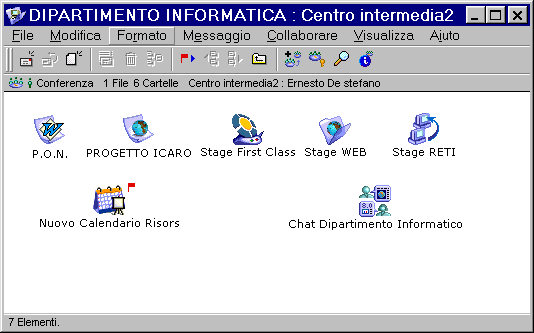 DIPARTIMENTO INFORMATICA : Centro intermedia2
File Modifica Formato Messaggio Collaborare Visualizza Aiuto
Conferenza 1 File 6 Cartelle Centro intermedia2 : Ernesto De stefano
P.O.N. PROGETTO ICARO Stage First Class Stage WEB Stage RETI
Nuovo Calendario Risors Chat Dipartimento Informatico
7 Elementi.